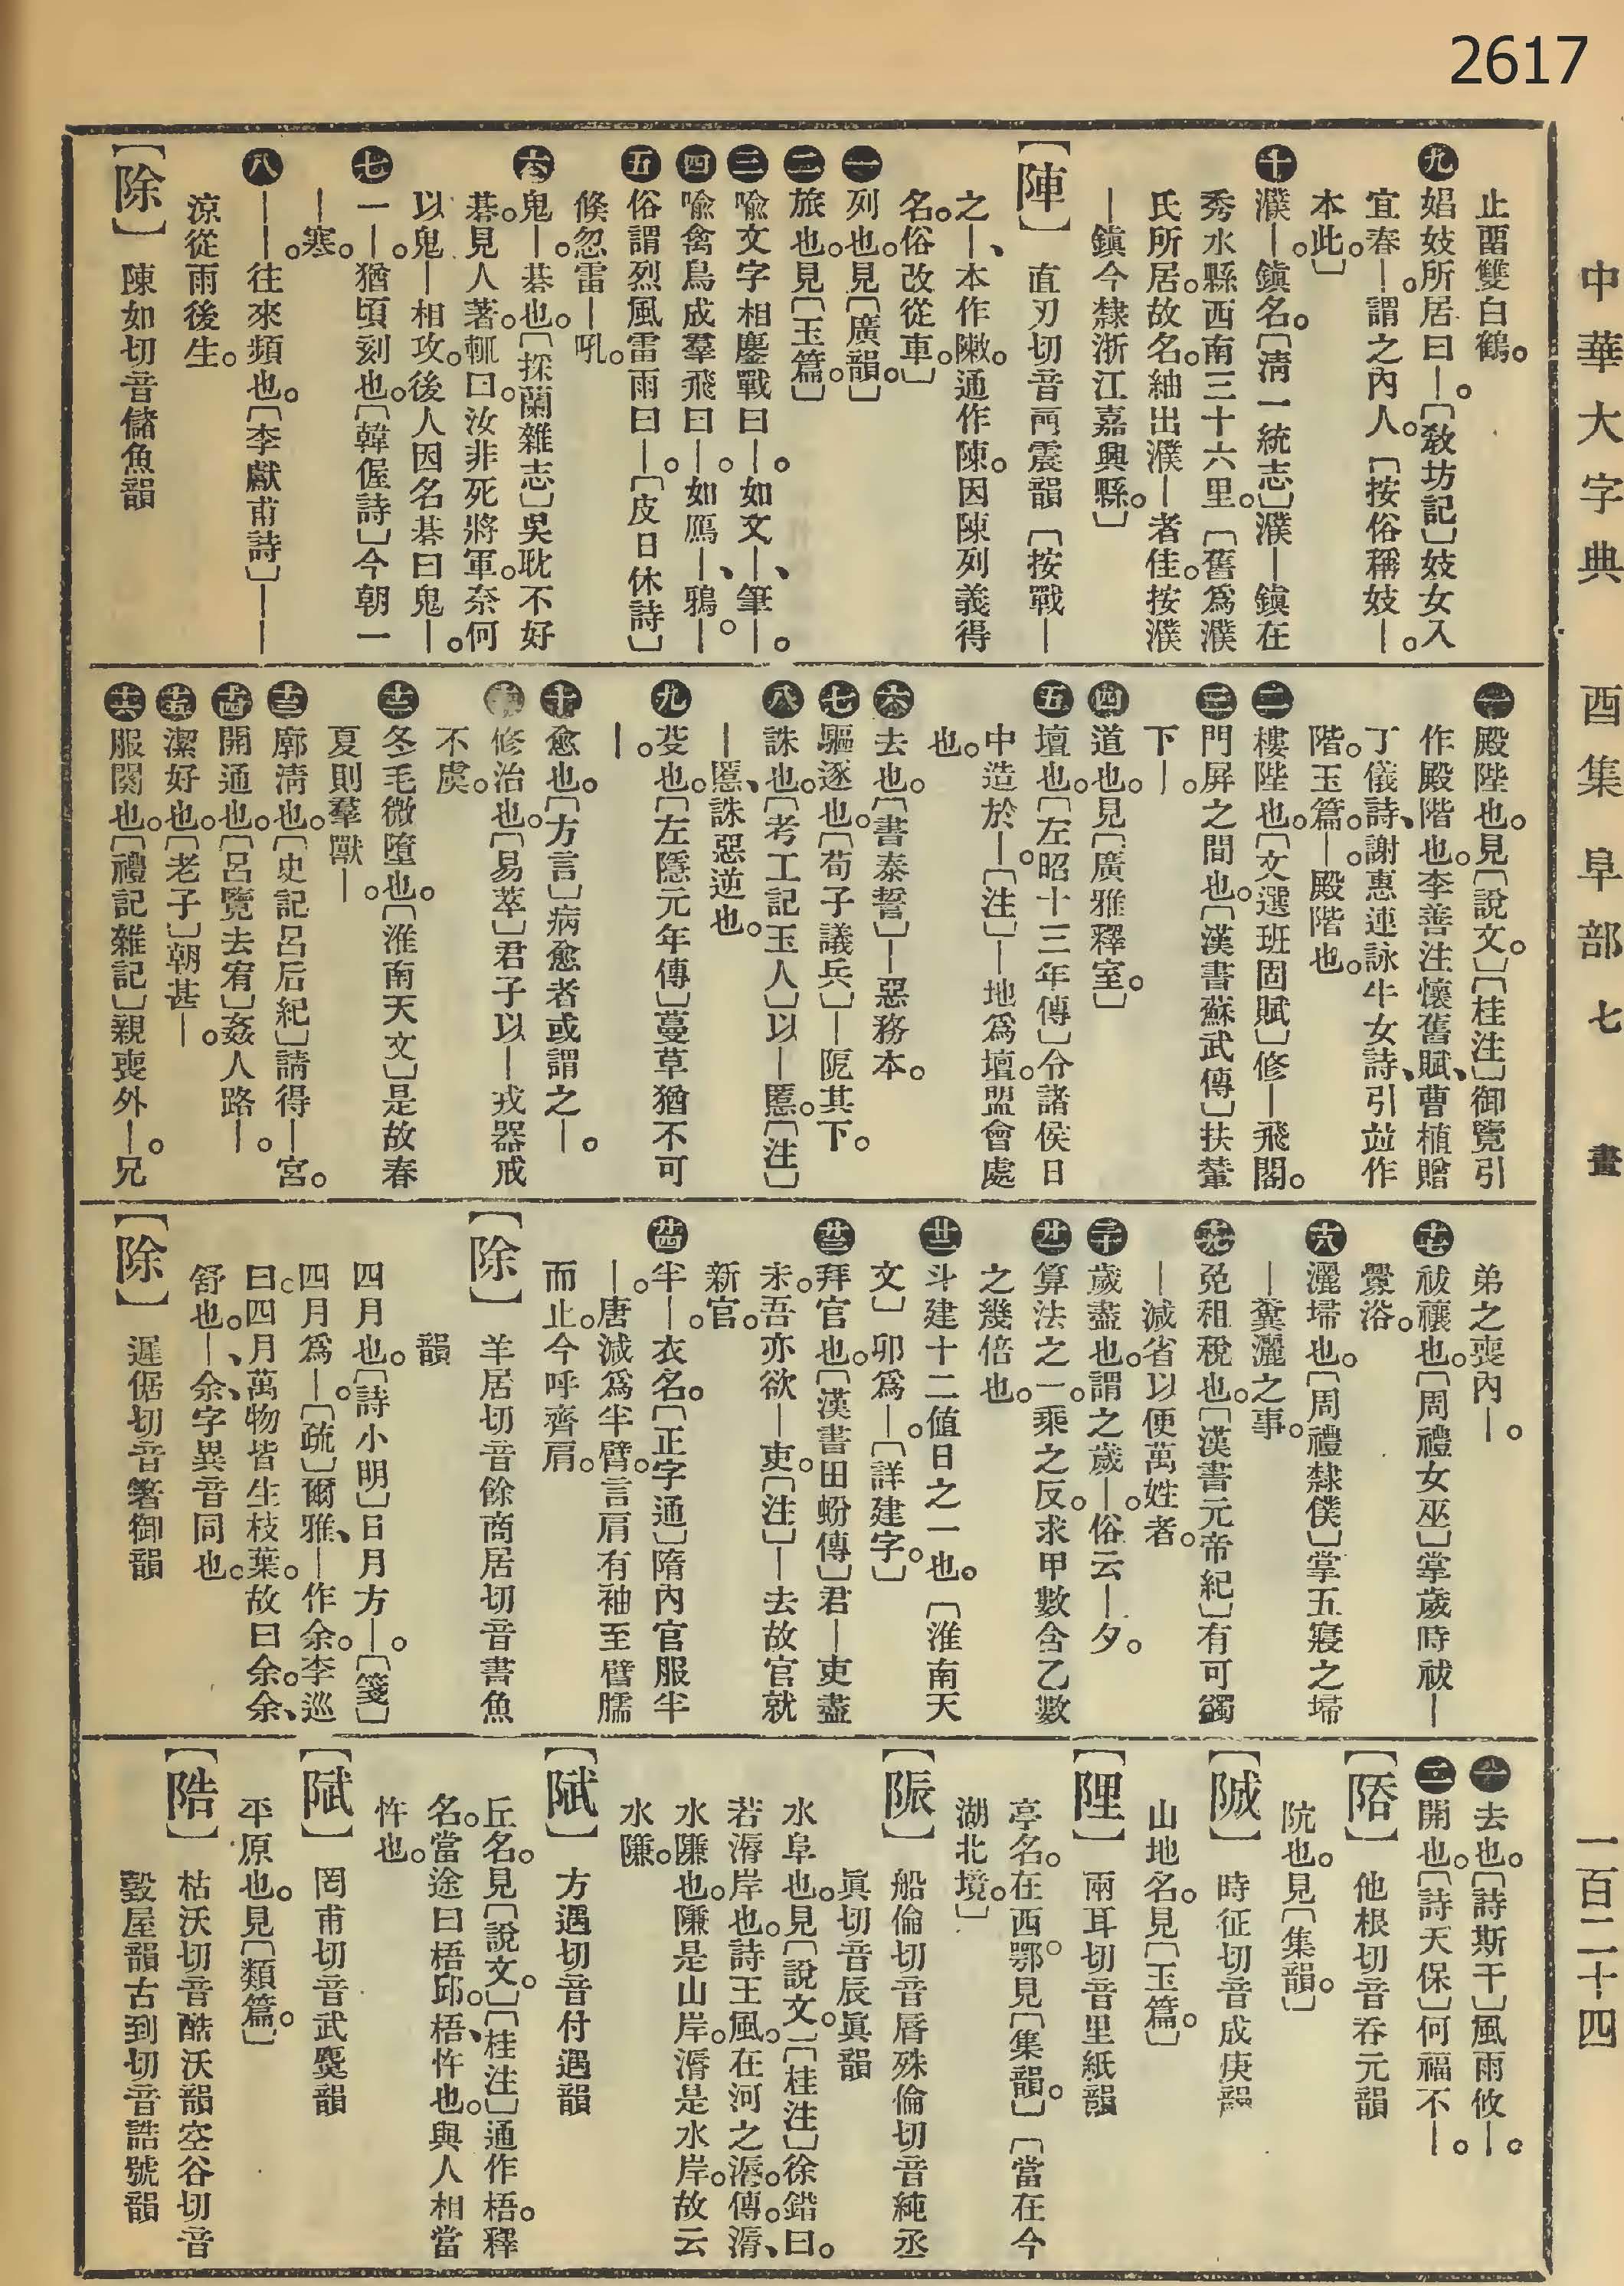 2617
中華大字典 酉集 阜部 七畫 一百二十四
止酉雙白鶴。
九 娼妓所居曰｜。〔敎坊記〕妓女入
宜春｜。謂之內人。〔按俗稱妓｜。
本此。〕
十 濮｜。鎭名。〔淸一統志〕濮｜鎭在
秀水縣西南三十六里。〔舊爲濮
氏所居。故名。紬出濮｜者佳。按濮
｜鎭今隸浙江嘉興縣。〕
【陣】 直刃切音𨳌震韻 〔按戰｜
之｜、本作敶。通作陳。因陳列義得
名。俗改從車。〕
一 列也。見〔廣韻。〕
二 旅也。見〔玉篇。〕
三 喩文字相鏖戰曰｜。如文｜、筆｜。
四 喩禽鳥成羣飛曰｜。如鴈｜、鴉｜。
五 俗謂烈風雷雨曰｜。〔皮日休詩〕
倏忽雷｜吼。
六 鬼｜。碁也。〔採蘭雜志〕吳耽不好
碁。見人著。輒曰。汝非死將軍。奈何
以鬼｜相攻。後人因名碁曰鬼｜。
七 一｜。猶頃刻也。〔韓偓詩〕今朝一
｜寒。
八 ｜｜。往來頻也。〔李獻甫詩〕｜｜
涼從雨後生。
【除】 陳如切音儲魚韻
一 殿陛也。見〔說文。〕〔桂注〕御覽引
作殿階也。李善注懷舊賦、曹植贈
丁儀詩、謝惠連詠牛女詩、引竝作
階。玉篇。｜。殿階也。
二 樓陛也。〔文選班固賦〕修｜飛閣。
三 門屏之間也。〔漢書蘇武傳〕扶輦
下｜。
四 道也。見〔廣雅釋室。〕
五 壇也。〔左昭十三年傳〕令諸侯日
中造於｜。〔注〕｜地爲壇。盟會處
也。
六 去也。〔書泰誓〕｜惡務本。
七 驅逐也。〔荀子議兵〕｜阸其下。
八 誅也。〔考工記玉人〕以｜慝。〔注〕
｜慝、誅惡逆也。
九 芟也。〔左隱元年傳〕蔓草猶不可
｜。
十 愈也。〔方言〕病愈者或謂之｜。
十一 修治也。〔易萃〕君子以｜戎器戒
不虞。
十二 冬毛微墮也。〔淮南天文〕是故春
夏則羣獸｜。
十三 廓淸也。〔史記呂后紀〕請得｜宮。
十四 開通也。〔呂覽去宥〕姦人路｜。
十五 潔好也。〔老子〕朝甚｜。
十六 服闋也。〔禮記雜記〕親喪外｜。兄
弟之喪內｜。
十七 祓禳也。〔周禮女巫〕掌歲時祓｜
釁浴。
十八 灑埽也。〔周禮隸僕〕掌五寢之埽
｜糞灑之事。
十九 免租稅也。〔漢書元帝紀〕有可蠲
｜減省以便萬姓者。
二十 歲盡也。謂之歲｜。俗云｜夕。
廿一 算法之一。乘之反。求甲數含乙數
之幾倍也。
廿二 斗建十二値日之一也。〔淮南天
文〕卯爲｜。〔詳建字。〕
廿三 拜官也。〔漢書田蚡傳〕君｜吏盡
未。吾亦欲｜吏。〔注〕｜去故官就
新官。
廿四 半｜。衣名。〔正字通〕隋內官服半
｜。唐減爲半臂。言肩有袖至臂臑
而止。今呼齊肩。
【除】 羊居切音餘商居切音書魚
韻
四月也。〔詩小明〕日月方｜。〔箋〕
四月爲｜。〔疏〕爾雅、｜作余。李巡
曰。四月萬物皆生枝葉。故曰余。余、
舒也。｜、余、字異音同也。
【除】 遲倨切音箸御韻
一 去也。〔詩斯干〕風雨攸｜。
二 開也。〔詩天保〕何福不｜。
【㖔】 他根切音吞元韻
阬也。見〔集韻。〕
【䧕】 時征切音成庚韻
山地名。見〔玉篇。〕
【𨺲】 兩耳切音里紙韻
亭名。在西鄂。見〔集韻。〕〔當在今
湖北境。〕
【陙】 船倫切音脣殊倫切音純丞
眞切音辰眞韻
水阜也。見〔說文。〕〔桂注〕徐鍇曰。
若漘岸也。詩王風。在河之漘。傳。漘、
水隒也。隒是山岸。漘是水岸。故云
水隒。
【䧈】 方遇切音付遇韻
丘名。見〔說文。〕〔桂注〕通作梧。釋
名。當途曰梧邱。梧、忤也。與人相當
忤也。
【䧈】 罔甫切音武麌韻
平原也。見〔類篇。〕
【䧊】 枯沃切音酷沃韻空谷切音
㲄屋韻古到切音誥號韻